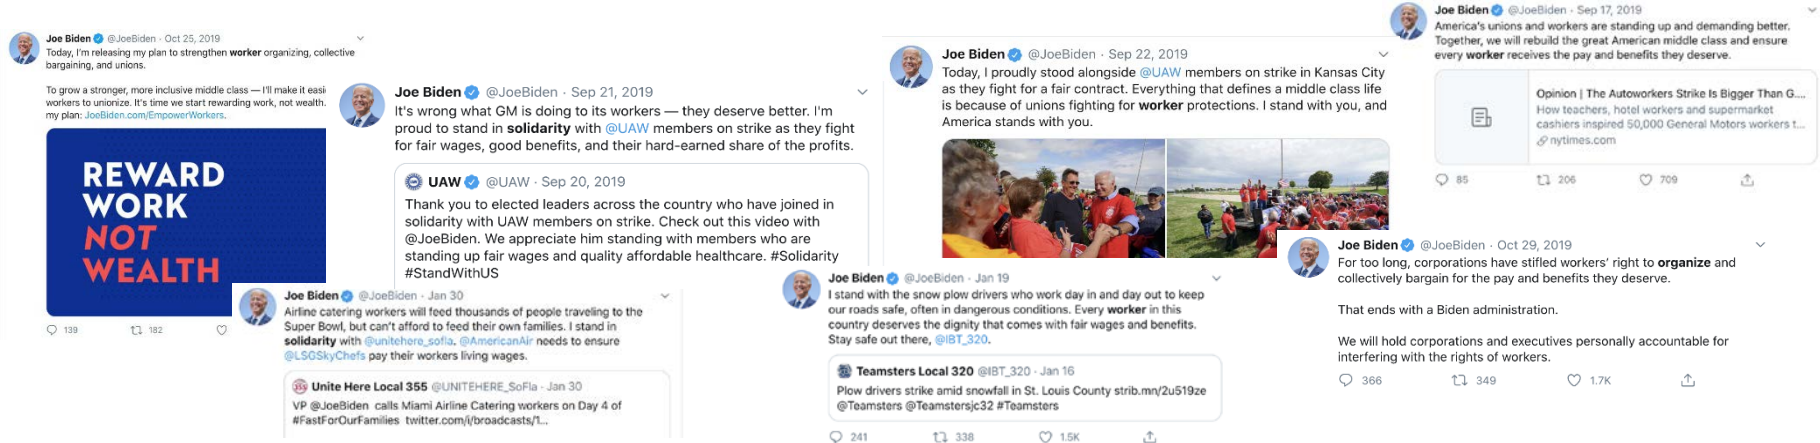 Joe Biden @JoeBiden · Oct 25, 2019
Today, I'm releasing my plan to strengthen worker organizing, collective
bargaining, and unions.
To grow a stronger, more inclusive middle class — I'll make it easi
workers to unionize. It's time we start rewarding work, not wealth.
my plan: JoeBiden.com/EmpowerWorkers.
REWARD
WORK
NOT
WEALTH
139 182
Joe Biden @JoeBiden · Sep 21, 2019
It's wrong what GM is doing to its workers — they deserve better. I'm
proud to stand in solidarity with @UAW members on strike as they fight
for fair wages, good benefits, and their hard-earned share of the profits.
UAW @UAW · Sep 20, 2019
Thank you to elected leaders across the country who have joined in
solidarity with UAW members on strike. Check out this video with
@JoeBiden. We appreciate him standing with members who are
standing up fair wages and quality affordable healthcare. #Solidarity
#StandWithUS
Joe Biden @JoeBiden · Jan 30
Airline catering workers will feed thousands of people traveling to the
Super Bowl, but can't afford to feed their own families. I stand in
solidarity with @unitehere_sofla. @AmericanAir needs to ensure
@LSGSkyChefs pay their workers living wages.
355
Unite Here Local 355 @UNITEHERE_SoFla · Jan 30
VP @JoeBiden calls Miami Airline Catering workers on Day 4 of
#FastForOurFamilies twitter.com/i/broadcasts/1...
Joe Biden @JoeBiden · Sep 22, 2019
Today, I proudly stood alongside @UAW members on strike in Kansas City
as they fight for a fair contract. Everything that defines a middle class life
is because of unions fighting for worker protections. I stand with you, and
America stands with you.
Joe Biden @JoeBiden · Jan 19
I stand with the snow plow drivers who work day in and day out to keep
our roads safe, often in dangerous conditions. Every worker in this
country deserves the dignity that comes with fair wages and benefits.
Stay safe out there, @IBT_320.
Teamsters Local 320 @IBT_320 · Jan 16
Plow drivers strike amid snowfall in St. Louis County strib.mn/2u519ze
@Teamsters @Teamstersjc32 #Teamsters
241 338 1.5K
Joe Biden @JoeBiden · Sep 17, 2019
America's unions and workers are standing up and demanding better.
Together, we will rebuild the great American middle class and ensure
every worker receives the pay and benefits they deserve.
Opinion | The Autoworkers Strike Is Bigger Than G....
How teachers, hotel workers and supermarket
cashiers inspired 50,000 General Motors workers t...
nytimes.com
85 206 709
Joe Biden @JoeBiden · Oct 29, 2019
For too long, corporations have stifled workers' right to organize and
collectively bargain for the pay and benefits they deserve.
That ends with a Biden administration.
We will hold corporations and executives personally accountable for
interfering with the rights of workers.
366 349 1.7K